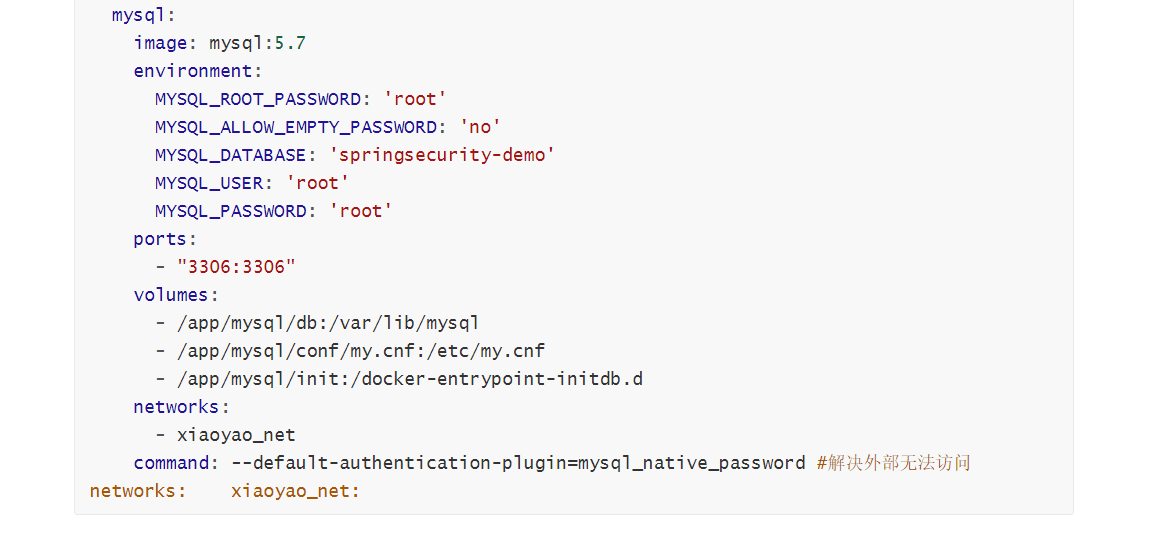 mysql:
image: mysql:5.7
environment:
MYSQL_ROOT_PASSWORD: 'root'
MYSQL_ALLOW_EMPTY_PASSWORD: 'no'
MYSQL_DATABASE: 'springsecurity-demo'
MYSQL_USER: 'root'
MYSQL_PASSWORD: 'root'
ports:
- "3306:3306"
volumes:
- /app/mysql/db:/var/lib/mysql
- /app/mysql/conf/my.cnf:/etc/my.cnf
- /app/mysql/init:/docker-entrypoint-initdb.d
networks:
- xiaoyao_net
command: --default-authentication-plugin=mysql_native_password #解决外部无法访问
networks:    xiaoyao_net: